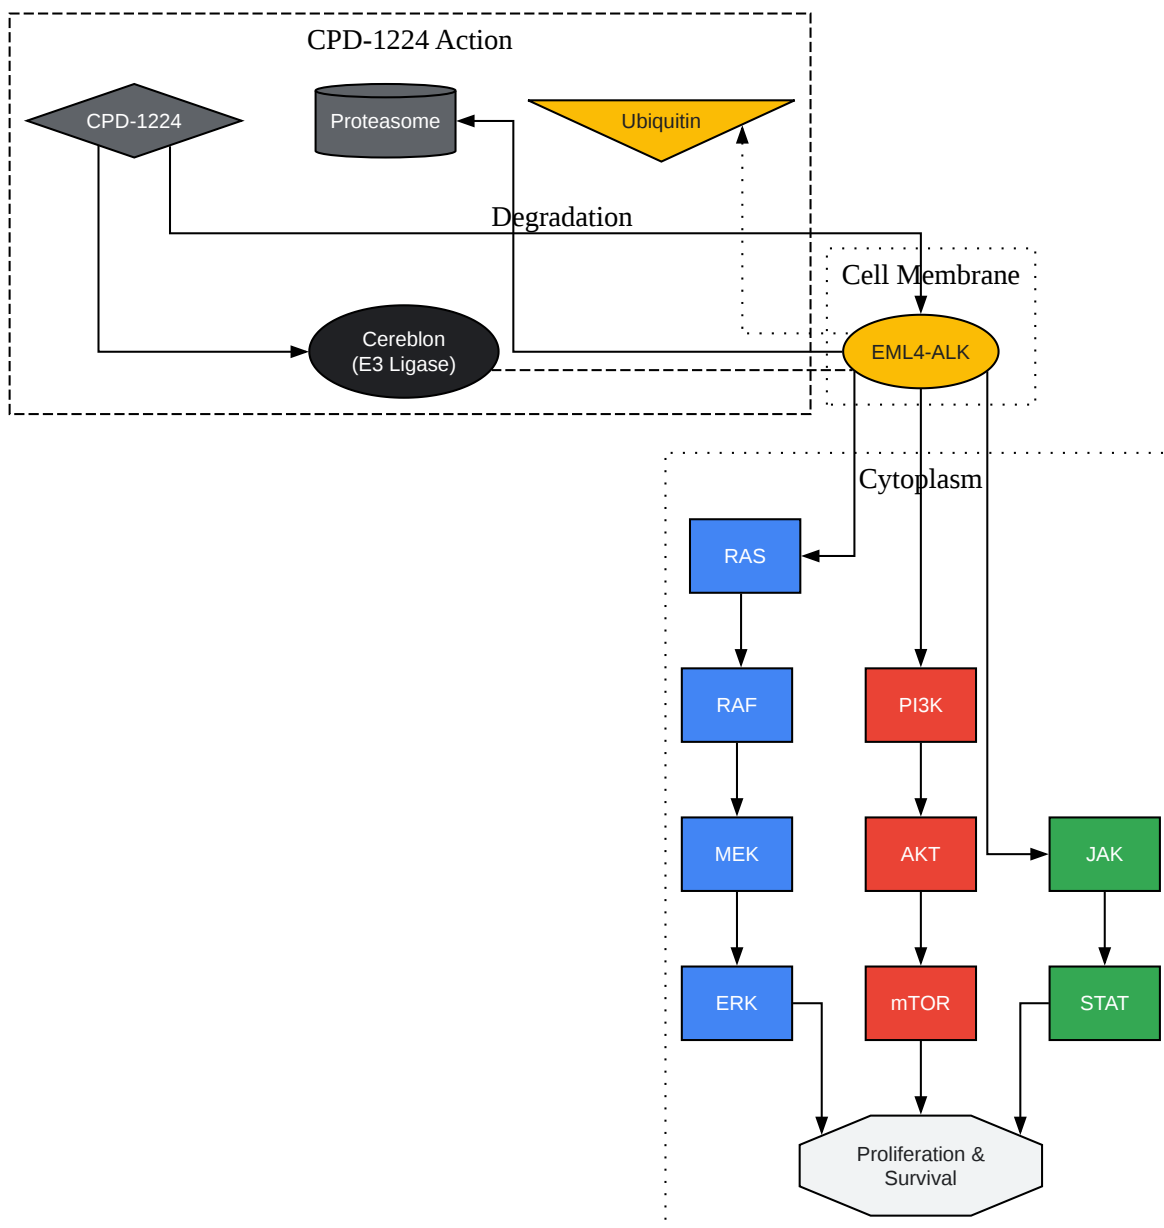 CPD-1224 Action
CPD-1224
Proteasome
Ubiquitin
Degradation
Cell Membrane
Cereblon
(E3 Ligase)
EML4-ALK
Cytoplasm
RAS
RAF
PI3K
MEK
AKT
JAK
ERK
mTOR
STAT
Proliferation &
Survival